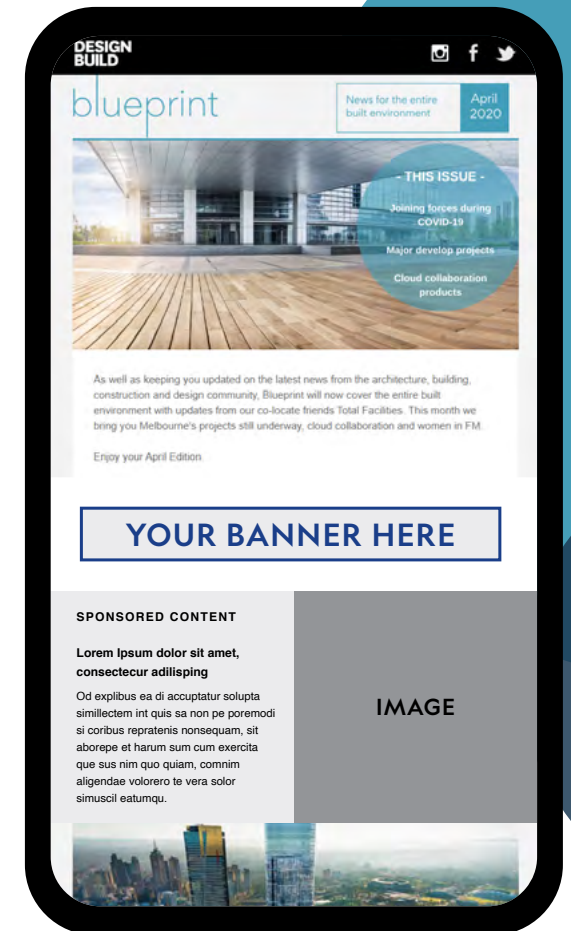 DESIGN
BUILD
blueprint
News for the entire
built environment
April
2020
- THIS ISSUE -
Joining forces during
COVID-19
Major develop projects
Cloud collaboration
products
As well as keeping you updated on the latest news from the architecture, building,
construction and design community, Blueprint will now cover the entire built
environment with updates from our co-locate friends Total Facilities. This month we
bring you Melbourne's projects still underway, cloud collaboration and women in FM.
Enjoy your April Edition.
YOUR BANNER HERE
SPONSORED CONTENT
Lorem Ipsum dolor sit amet,
consectecur adilisping
Od explibus ea di accuptatur solupta
simillectem int quis sa non pe poremodi
si coribus repratenis nonsequam, sit
aborepe et harum sum cum exercita
que sus nim quo quiam, comnim
aligendae volorero te vera solor
simuscil eatumqu.
IMAGE